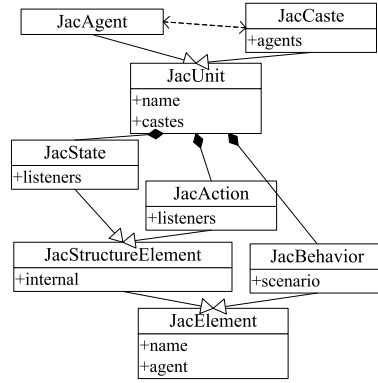 JacAgent
JacCaste
+agents
JacUnit
+name
+castes
JacState
+listeners
JacAction
+listeners
JacStructureElement
+internal
JacBehavior
+scenario
JacElement
+name
+agent